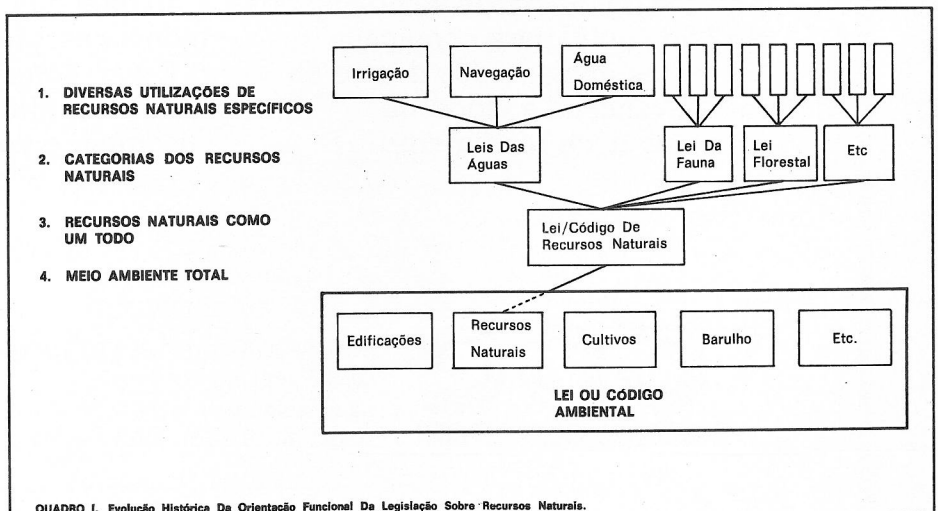 1. DIVERSAS UTILIZAÇÕES DE
RECURSOS NATURAIS ESPECÍFICOS
2. CATEGORIAS DOS RECURSOS
NATURAIS
3. RECURSOS NATURAIS COMO
UM TODO
4. MEIO AMBIENTE TOTAL
Irrigação
Navegação
Água
Doméstica
Leis Das
Águas
Lei Da
Fauna
Lei
Florestal
Etc
Lei/Código De
Recursos Naturais
Edificações
Recursos
Naturais
Cultivos
Barulho
Etc.
LEI OU CÓDIGO
AMBIENTAL
QUADRO I. Evolução Histórica Da Orientação Funcional Da Legislação Sobre Recursos Naturais.